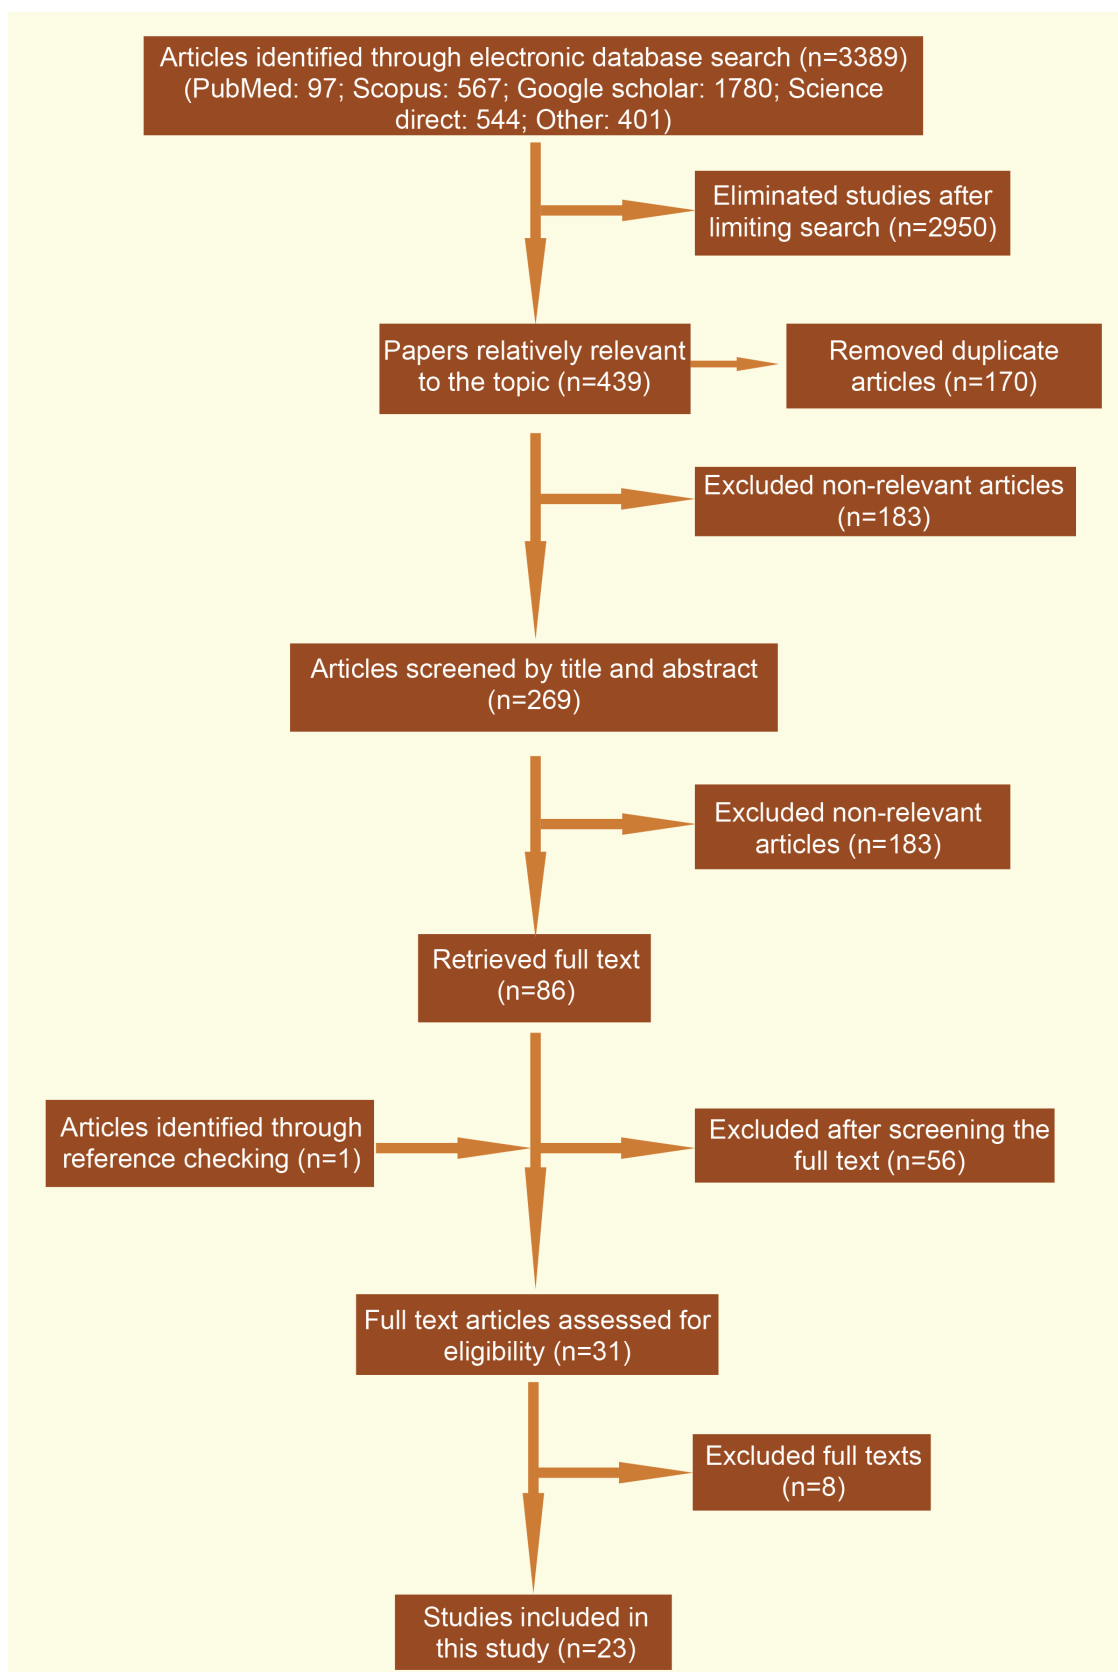 Articles identified through electronic database search (n=3389)
(PubMed: 97; Scopus: 567; Google scholar: 1780; Science
direct: 544; Other: 401)
Eliminated studies after
limiting search (n=2950)
Papers relatively relevant
to the topic (n=439)
Removed duplicate
articles (n=170)
Excluded non-relevant articles
(n=183)
Articles screened by title and abstract
(n=269)
Excluded non-relevant
articles (n=183)
Retrieved full text
(n=86)
Articles identified through
reference checking (n=1)
Excluded after screening the
full text (n=56)
Full text articles assessed for
eligibility (n=31)
Excluded full texts
(n=8)
Studies included in
this study (n=23)